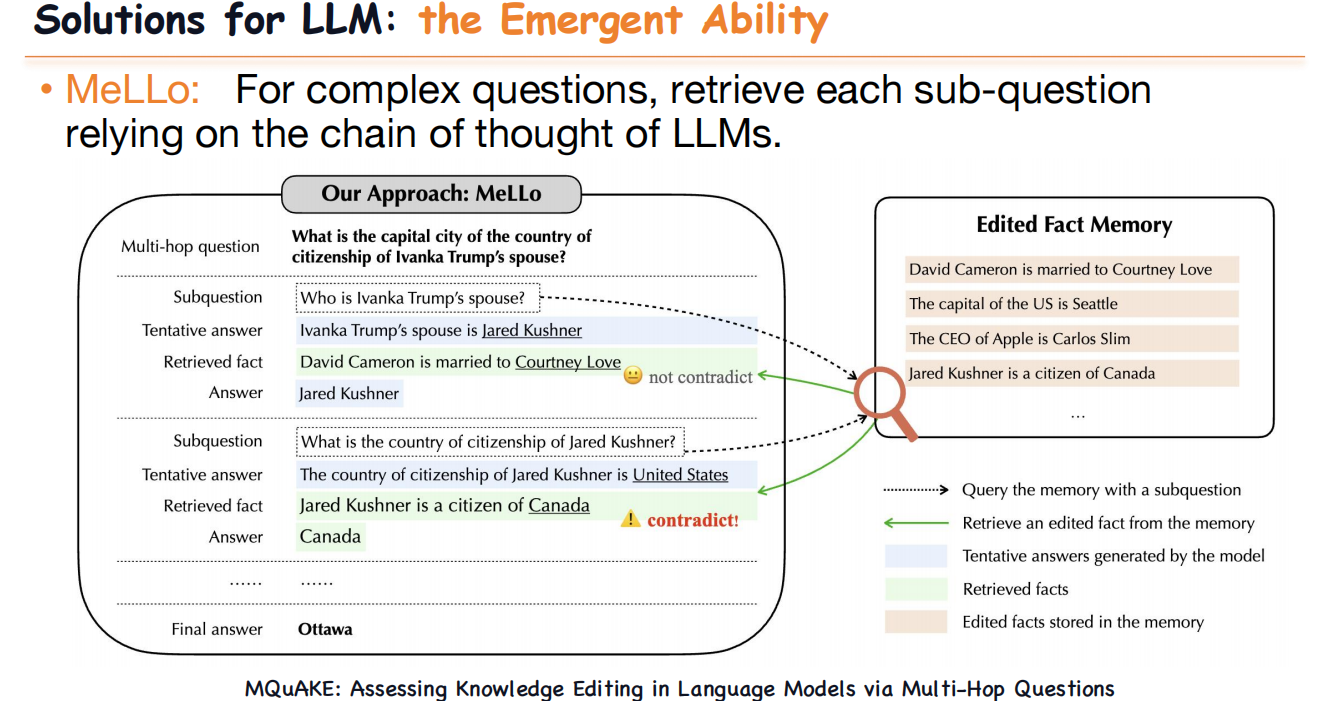 Solutions for LLM: the Emergent Ability
• MeLLo: For complex questions, retrieve each sub-question
relying on the chain of thought of LLMs.
Our Approach: MeLLo
Multi-hop question
What is the capital city of the country of
citizenship of Ivanka Trump's spouse?
Subquestion
Who is Ivanka Trump's spouse?
Tentative answer
Ivanka Trump's spouse is Jared Kushner
Retrieved fact
David Cameron is married to Courtney Love
not contradict
Answer
Jared Kushner
Subquestion
What is the country of citizenship of Jared Kushner?
Tentative answer
The country of citizenship of Jared Kushner is United States
Retrieved fact
Jared Kushner is a citizen of Canada
contradict!
Answer
Canada
......
......
Final answer
Ottawa
Edited Fact Memory
David Cameron is married to Courtney Love
The capital of the US is Seattle
The CEO of Apple is Carlos Slim
Jared Kushner is a citizen of Canada
...
Query the memory with a subquestion
Retrieve an edited fact from the memory
Tentative answers generated by the model
Retrieved facts
Edited facts stored in the memory
MQuAKE: Assessing Knowledge Editing in Language Models via Multi-Hop Questions